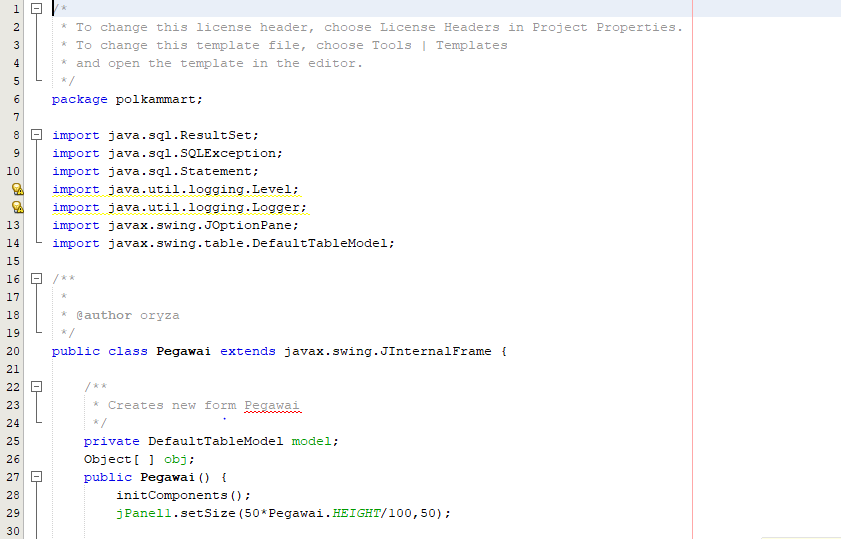 1 /*
2 * To change this license header, choose License Headers in Project Properties.
3 * To change this template file, choose Tools | Templates
4 * and open the template in the editor.
5 */
6 package polkammart;
7
8 import java.sql.ResultSet;
9 import java.sql.SQLException;
10 import java.sql.Statement;
import java.util.logging.Level;
import java.util.logging.Logger;
13 import javax.swing.JOptionPane;
14 import javax.swing.table.DefaultTableModel;
15
16 /**
17 *
18 * @author oryza
19 */
20 public class Pegawai extends javax.swing.JInternalFrame {
21
22 /**
23 * Creates new form Pegawai
24 */
25 private DefaultTableModel model;
26 Object[ ] obj;
27 public Pegawai() {
28 initComponents();
29 jPanel1.setSize(50*Pegawai.HEIGHT/100,50);
30